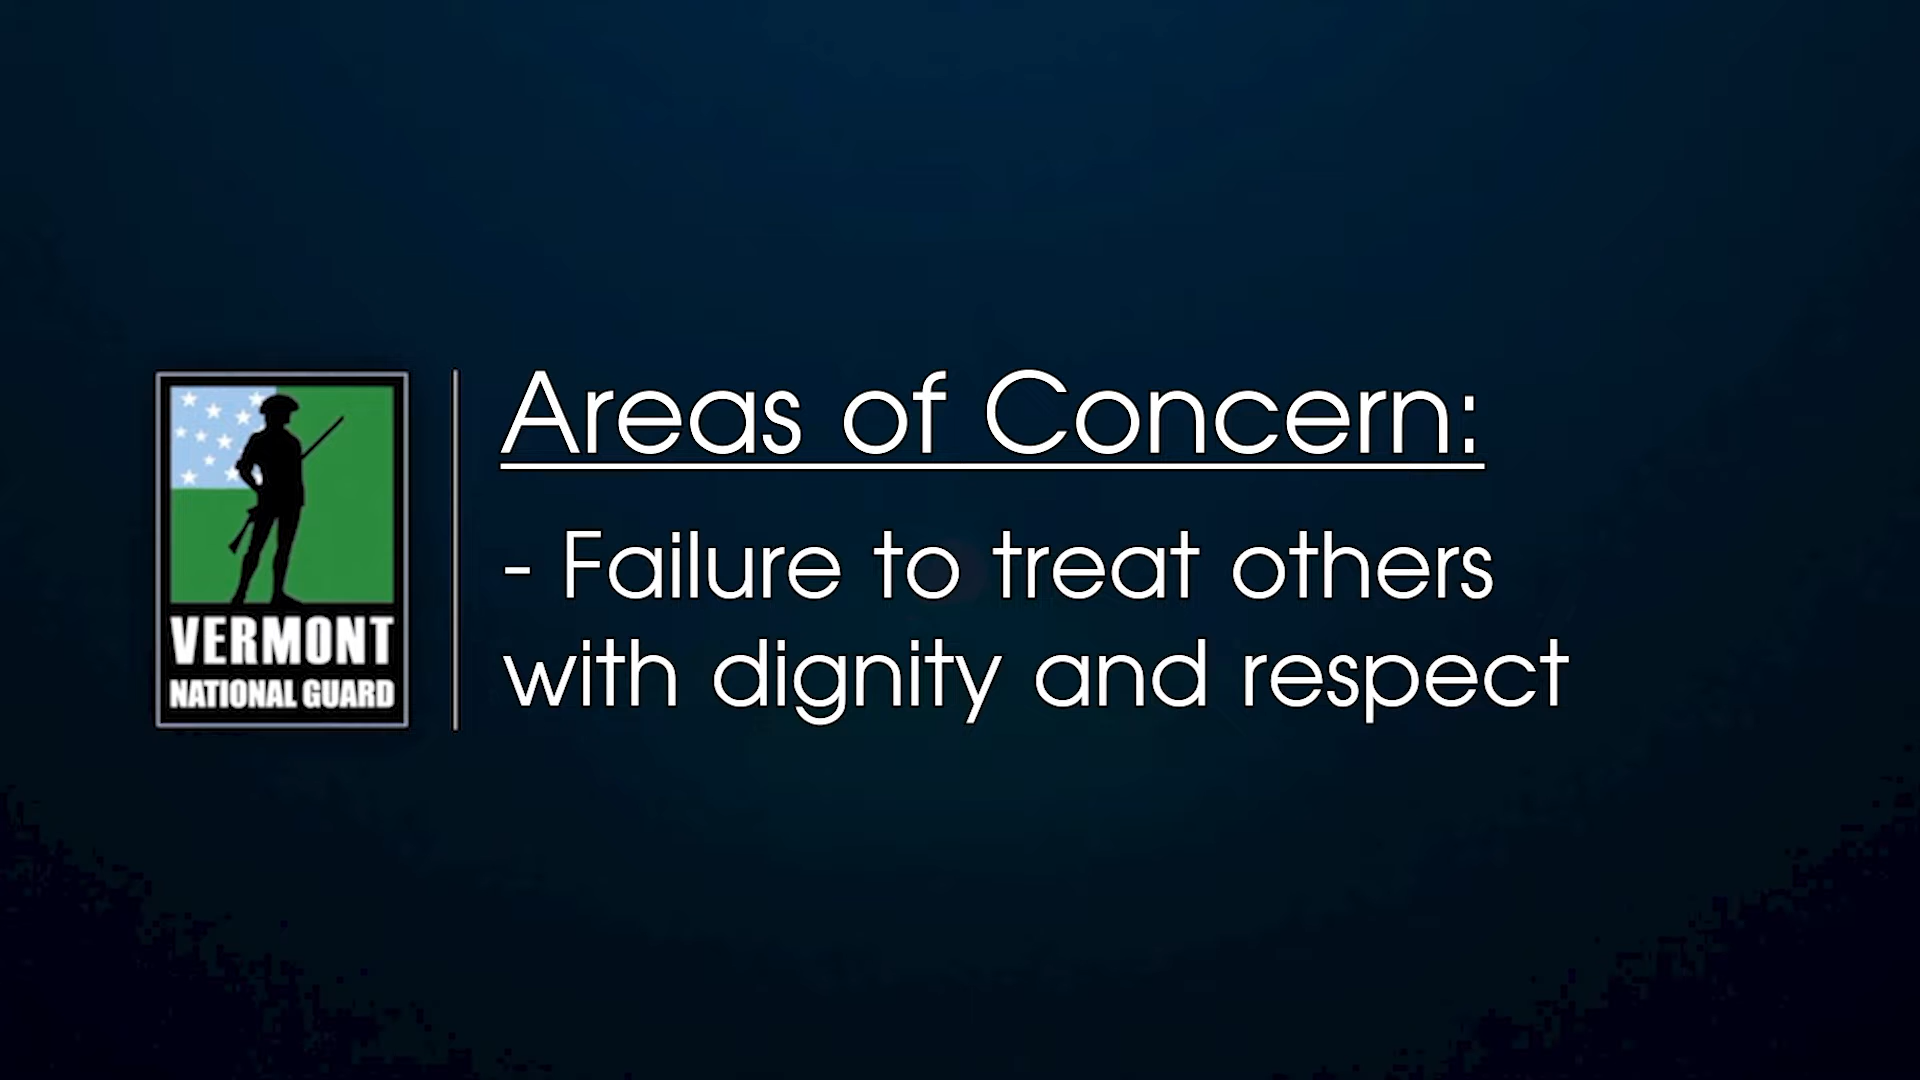 VERMONT
NATIONAL GUARD
Areas of Concern:
- Failure to treat others
with dignity and respect